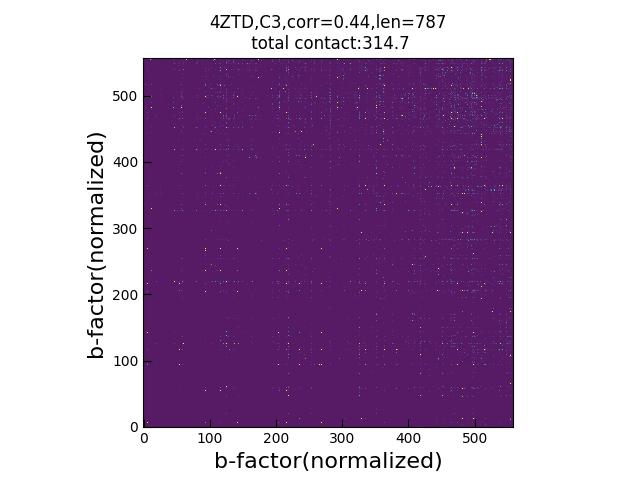 4ZTD,C3,corr=0.44,len=787
total contact:314.7
b-factor(normalized)
500
400
300
200
100
0
0 100 200 300 400 500
b-factor(normalized)